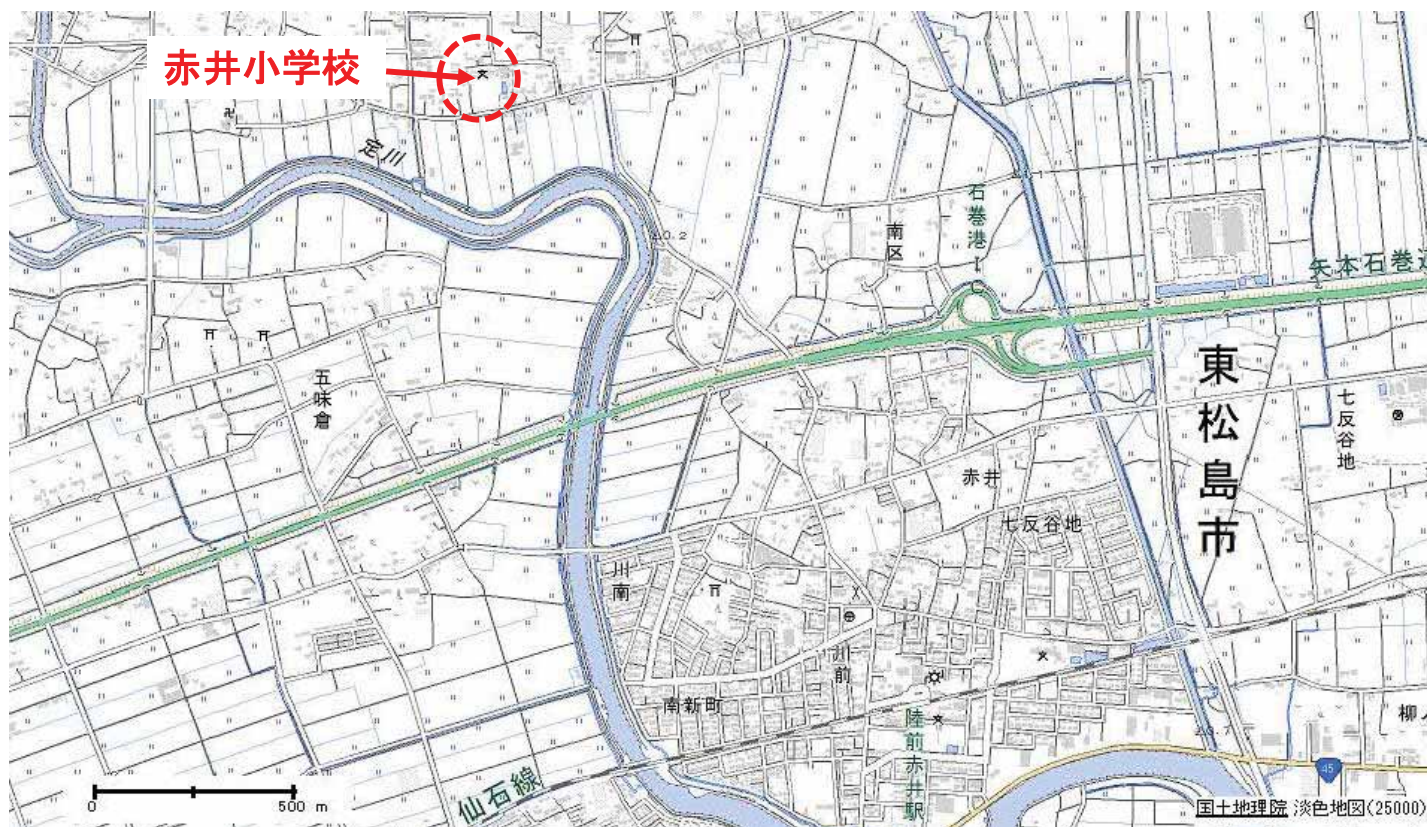 赤井小学校
定川
南区
石巻港IC
矢本石巻道
20.2
五味倉
東松島市
七反谷地
赤井
七反谷地
川南
川前
南新町
陸前赤井駅
仙石線
柳
45
0
500 m
国土地理院 淡色地図(25000)